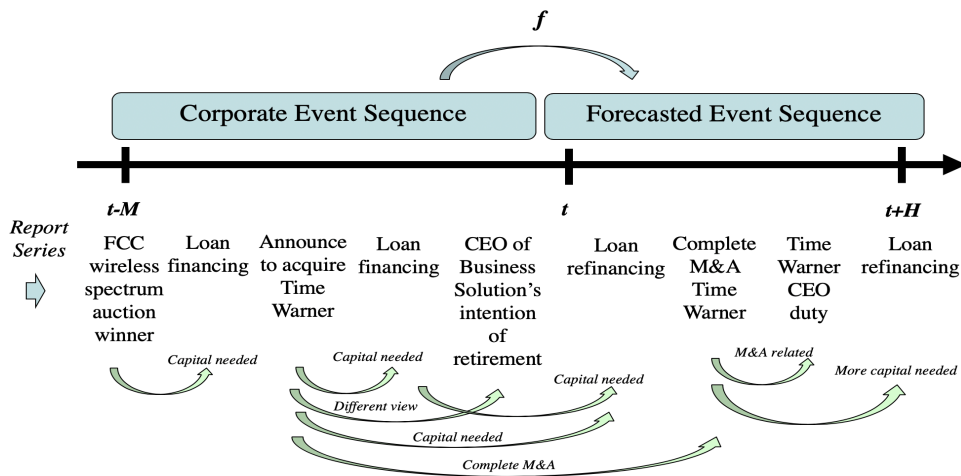 f
Corporate Event Sequence
Forecasted Event Sequence
t-M
t
t+H
Report
Series
FCC
wireless
spectrum
auction
winner
Loan
financing
Announce
to acquire
Time
Warner
Loan
financing
CEO of
Business
Solution's
intention
of
retirement
Loan
refinancing
Complete
M&A
Time
Warner
Time
Warner
CEO
duty
Loan
refinancing
Capital needed
Capital needed
Different view
Capital needed
Capital needed
Complete M&A
M&A related
More capital needed